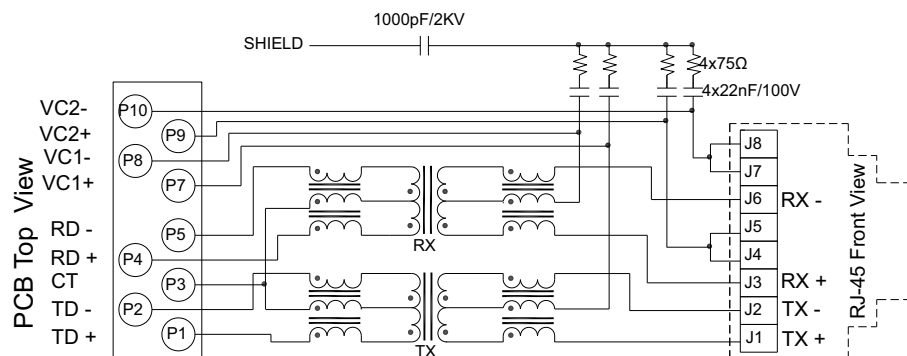 1000pF/2KV
SHIELD
4x75Ω
4x22nF/100V
VC2-
P10
VC2+
P9
VC1-
P8
VC1+
P7
RD -
P5
RD +
P4
CT
P3
TD -
P2
TD +
P1
PCB Top View
RX
TX
J8
J7
J6 RX -
J5
J4
J3 RX +
J2 TX -
J1 TX +
RJ-45 Front View